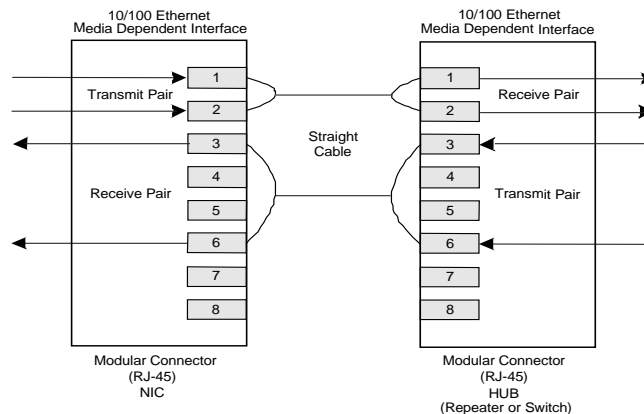 10/100 Ethernet
Media Dependent Interface
10/100 Ethernet
Media Dependent Interface
1
Transmit Pair
2
3
4
Receive Pair
5
6
7
8
Straight
Cable
1
Receive Pair
2
3
4
Transmit Pair
5
6
7
8
Modular Connector
(RJ-45)
NIC
Modular Connector
(RJ-45)
HUB
(Repeater or Switch)